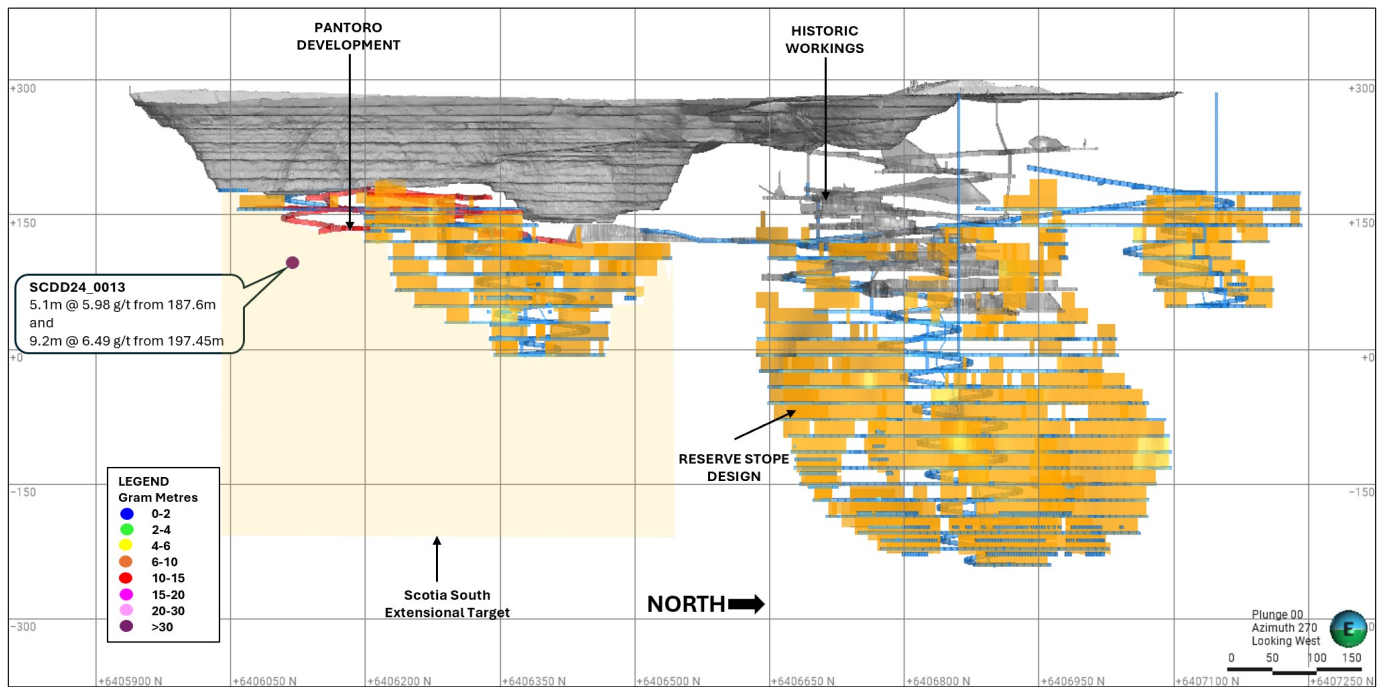 PANTORO
DEVELOPMENT
HISTORIC
WORKINGS
+300
+300
+150
+150
SCDD24_0013
5.1m @ 5.98 g/t from 187.6m
and
9.2m @ 6.49 g/t from 197.45m
+0
+0
RESERVE STOPE
DESIGN
LEGEND
Gram Metres
0-2
2-4
4-6
6-10
10-15
15-20
20-30
>30
-150
-150
Scotia South
Extensional Target
NORTH
-300
Plunge 00
Azimuth 270
Looking West
E
0 50 100 150
+6405900 N
+6406050 N
+6406200 N
+6406350 N
+6406500 N
+6406650 N
+6406800 N
+6406950 N
+6407100 N
+6407250 N